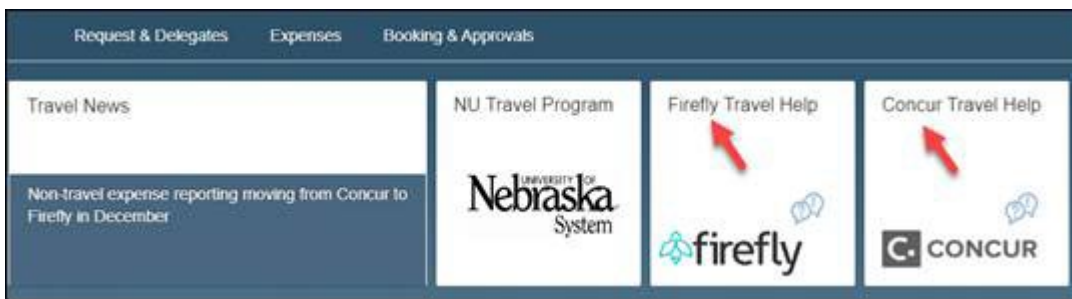 Request & Delegates Expenses Booking & Approvals
Travel News
Non-travel expense reporting moving from Concur to
Firefly in December
NU Travel Program
UNIVERSITY OF
Nebraska
System
Firefly Travel Help
firefly
Concur Travel Help
C. CONCUR